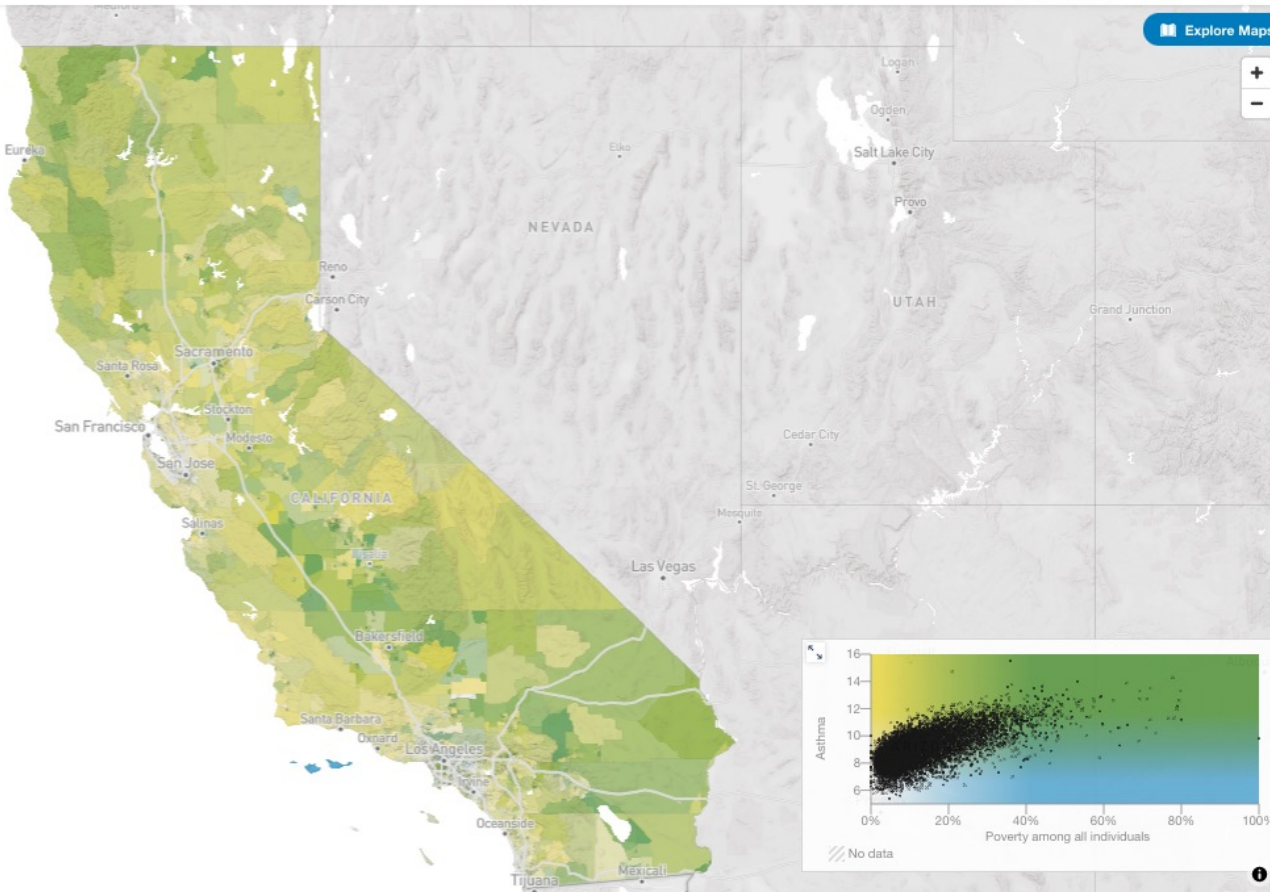 Medford
Explore Maps
Logan
+
−
Ogden
Eureka
Elko
Salt Lake City
Provo
NEVADA
Reno
Carson City
UTAH
Grand Junction
Sacramento
Santa Rosa
Stockton
San Francisco
Modesto
Cedar City
San Jose
St. George
CALIFORNIA
Mesquite
Salinas
Visalia
Las Vegas
Bakersfield
Santa Barbara
Oxnard
Los Angeles
Irvine
Oceanside
Tijuana
Mexicali
16
14
12
10
8
6
Asthma
0%
20%
40%
60%
80%
100%
Poverty among all individuals
No data
i